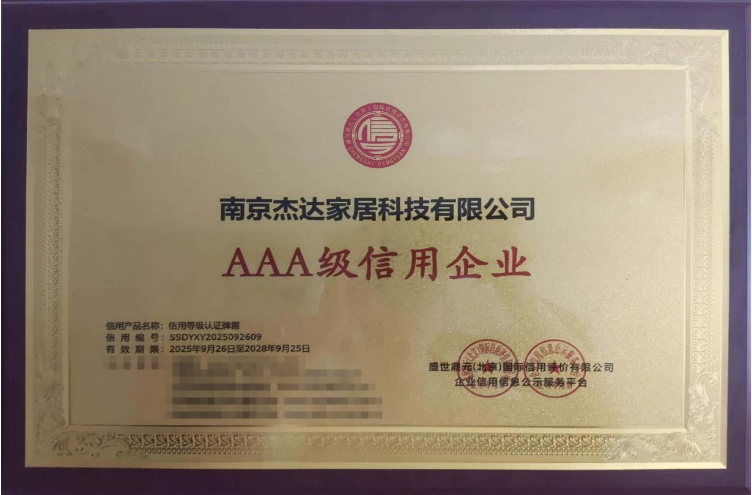 南京杰达家居科技有限公司
AAA级信用企业
信用产品名称：信用等级认证牌匾
信 用 编 号：SSDYXY2025092609
有 效 期 限：2025年9月26日至2028年9月25日
盛世鼎元(北京)国际信用评价有限公司
企业信用信息公示服务平台